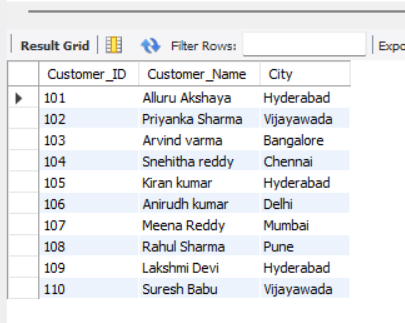 Result Grid Filter Rows: Expo
Customer_ID Customer_Name City
101 Alluru Akshaya Hyderabad
102 Priyanka Sharma Vijayawada
103 Arvind varma Bangalore
104 Snehitha reddy Chennai
105 Kiran kumar Hyderabad
106 Anirudh kumar Delhi
107 Meena Reddy Mumbai
108 Rahul Sharma Pune
109 Lakshmi Devi Hyderabad
110 Suresh Babu Vijayawada